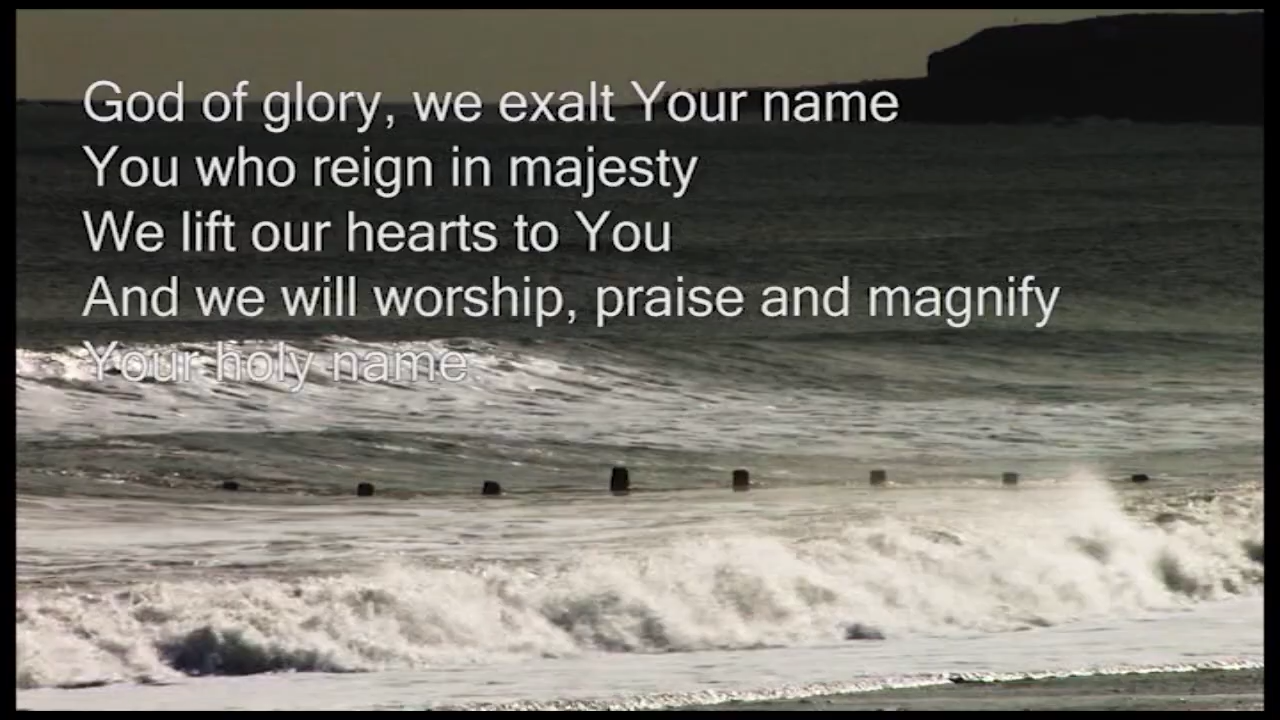 God of glory, we exalt Your name
You who reign in majesty
We lift our hearts to You
And we will worship, praise and magnify
Your holy name